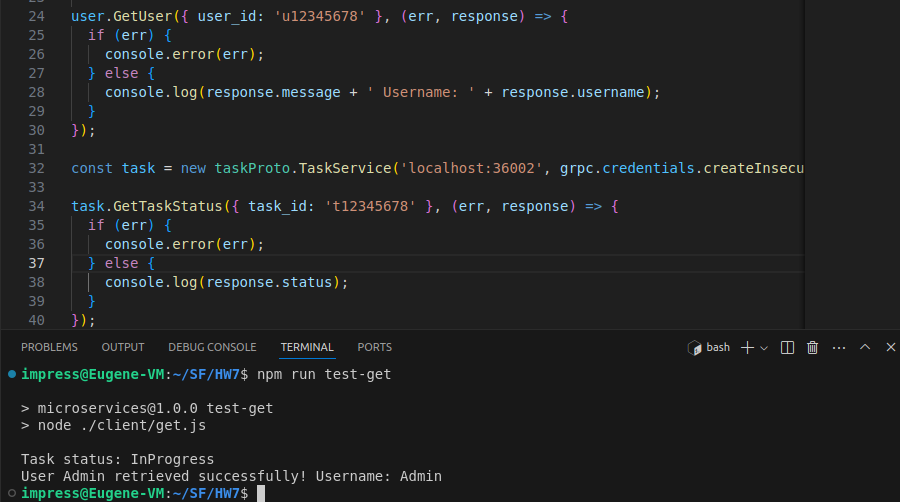 24 user.GetUser({ user_id: 'u12345678' }, (err, response) => {
25 if (err) {
26 console.error(err);
27 } else {
28 console.log(response.message + ' Username: ' + response.username);
29 }
30 });
31
32 const task = new taskProto.TaskService('localhost:36002', grpc.credentials.createInsecu
33
34 task.GetTaskStatus({ task_id: 't12345678' }, (err, response) => {
35 if (err) {
36 console.error(err);
37 } else {
38 console.log(response.status);
39 }
40 });
PROBLEMS OUTPUT DEBUG CONSOLE TERMINAL PORTS bash
impress@Eugene-VM:~/SF/HW7$ npm run test-get
> microservices@1.0.0 test-get
> node ./client/get.js
Task status: InProgress
User Admin retrieved successfully! Username: Admin
impress@Eugene-VM:~/SF/HW7$